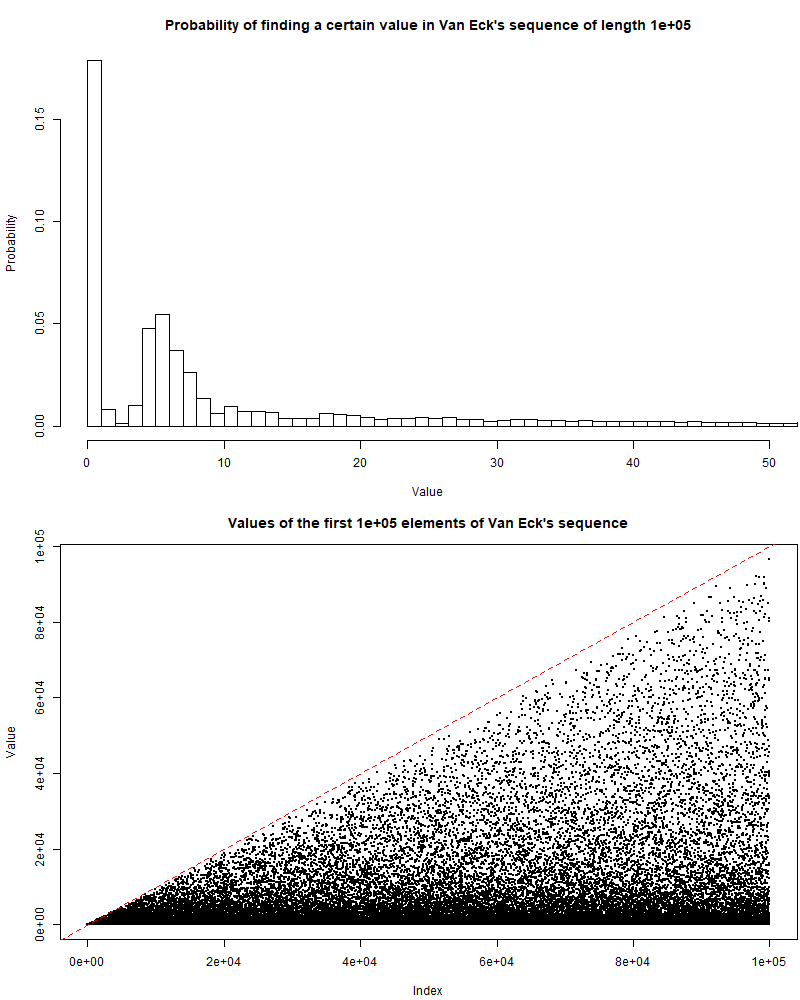 Probability of finding a certain value in Van Eck's sequence of length 1e+05
Probability
0.15
0.10
0.05
0.00
0 10 20 30 40 50
Value
Values of the first 1e+05 elements of Van Eck's sequence
Value
1e+05
8e+04
6e+04
4e+04
2e+04
0e+00
0e+00 2e+04 4e+04 6e+04 8e+04 1e+05
Index